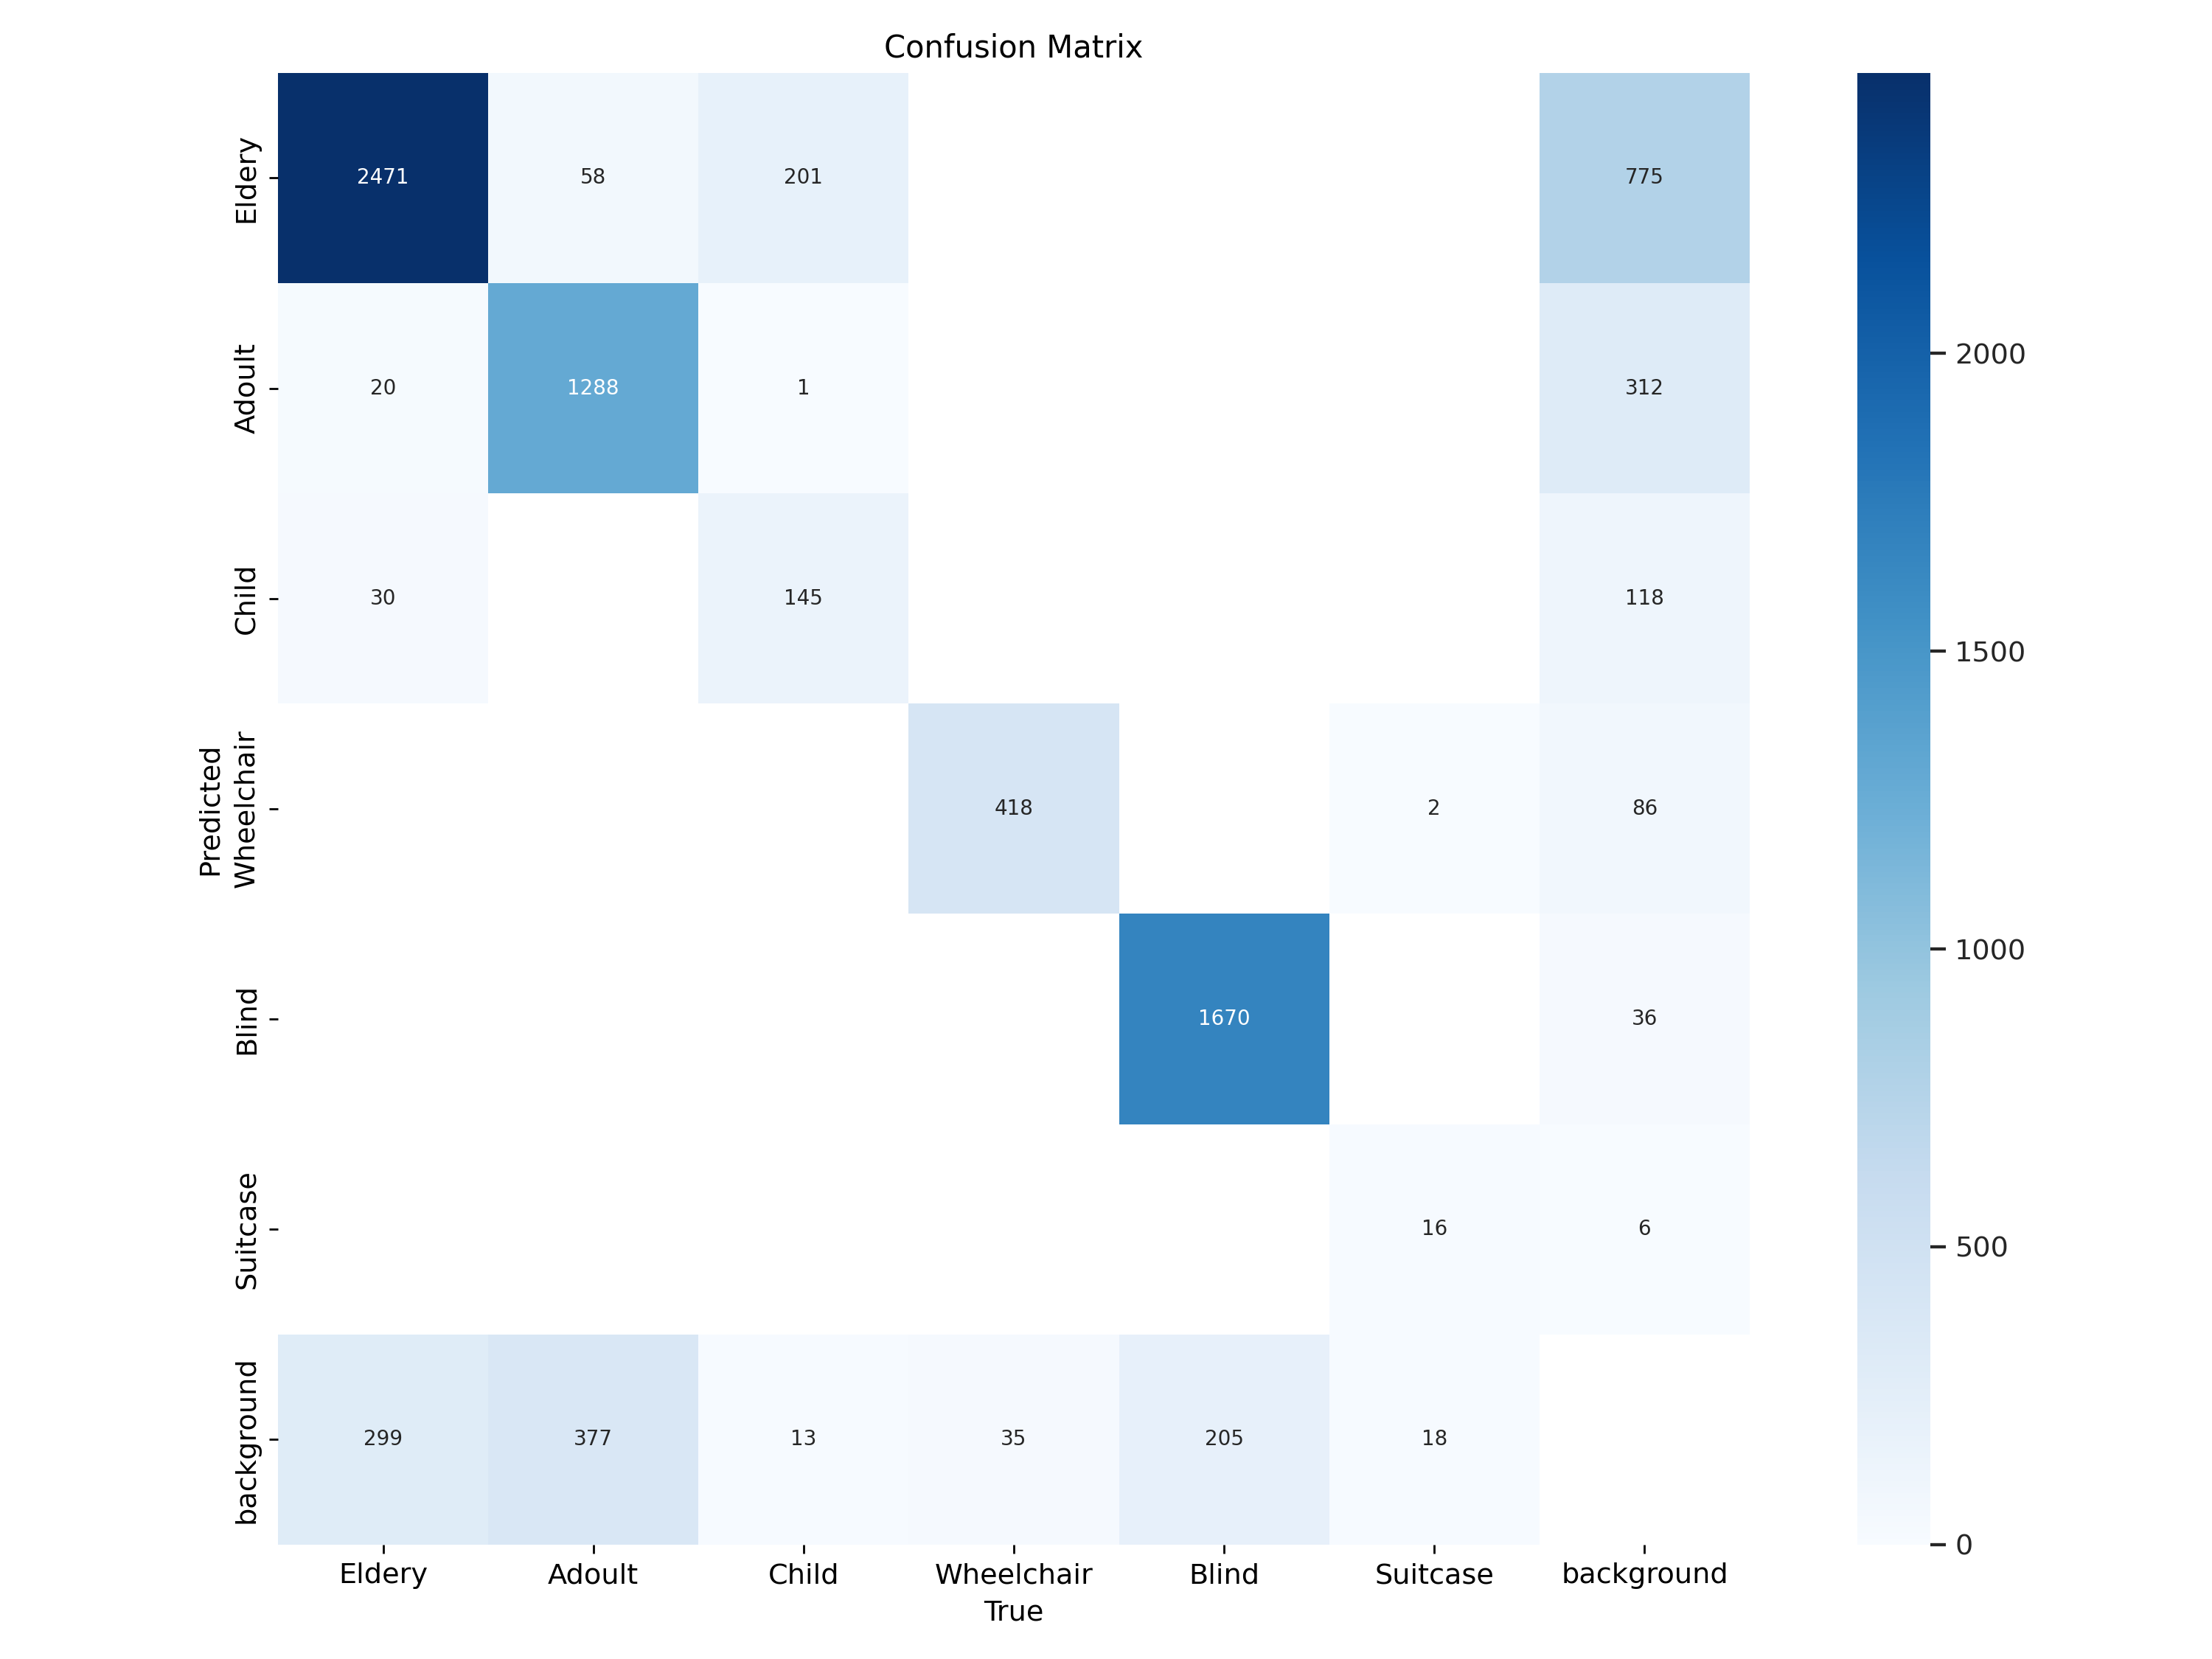 Confusion Matrix
Eldery
2471
58
201
775
Adoult
20
1288
1
312
Child
30
145
118
Predicted
Wheelchair
418
2
86
Blind
1670
36
Suitcase
16
6
background
299
377
13
35
205
18
Eldery
Adoult
Child
Wheelchair
Blind
Suitcase
background
True
2000
1500
1000
500
0